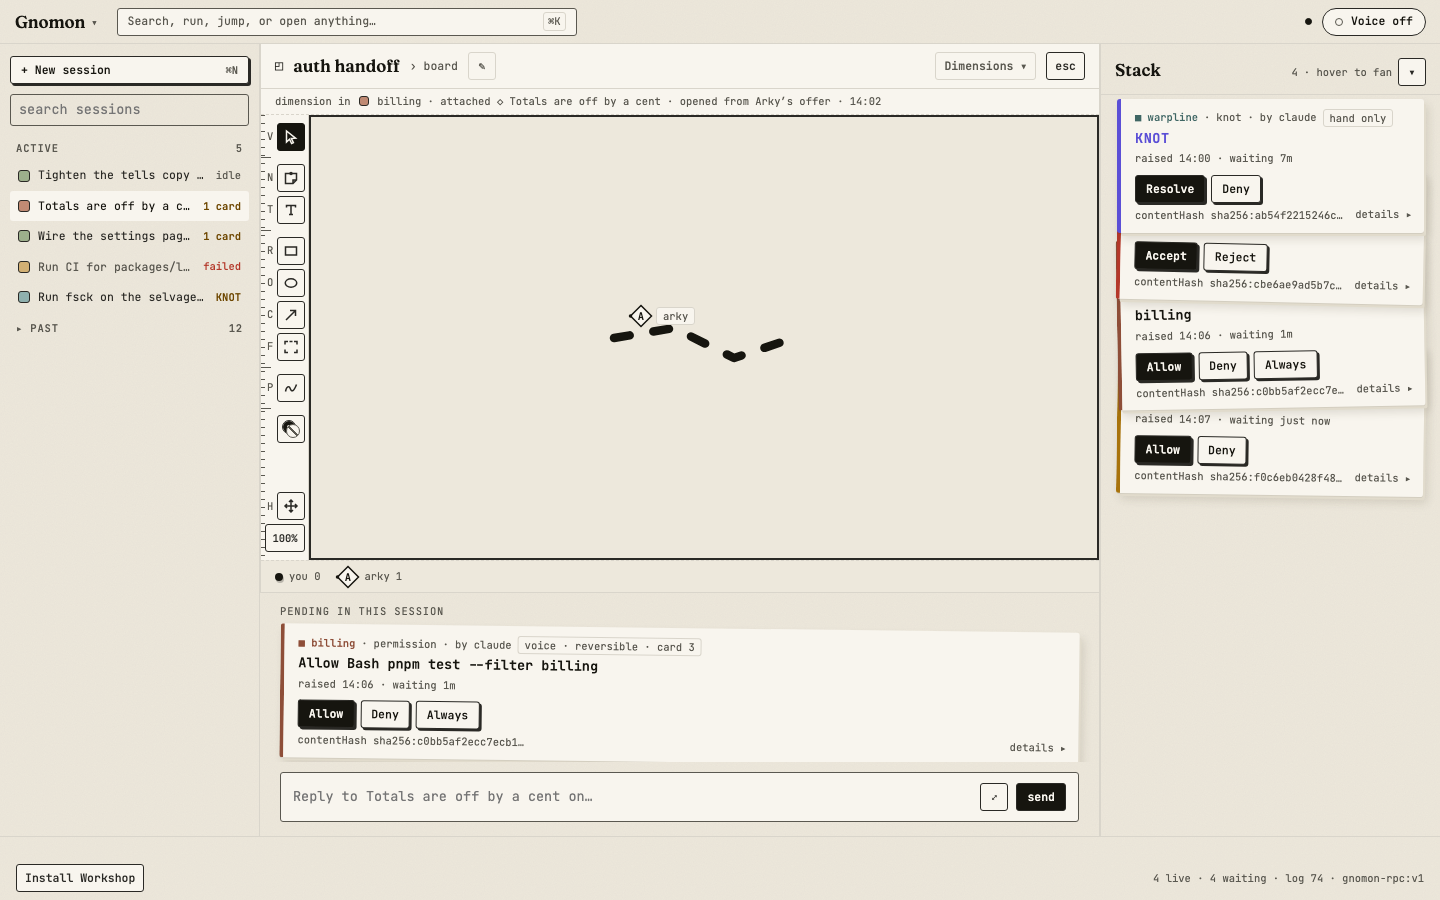 Gnomon ▾
Search, run, jump, or open anything… ⌘K
Voice off
+ New session ⌘N
search sessions
ACTIVE 5
Tighten the tells copy … idle
Totals are off by a c… 1 card
Wire the settings pag… 1 card
Run CI for packages/l… failed
Run fsck on the selvage… KNOT
▸ PAST 12
auth handoff › board ✎
Dimensions ▾ esc
dimension in billing · attached ◇ Totals are off by a cent · opened from Arky’s offer · 14:02
V
N
T
R
O
C
F
P
H
100%
A arky
you 0 A arky 1
PENDING IN THIS SESSION
■ billing · permission · by claude voice · reversible · card 3
Allow Bash pnpm test --filter billing
raised 14:06 · waiting 1m
Allow Deny Always
contentHash sha256:c0bb5af2ecc7ecb1…
details ▸
Reply to Totals are off by a cent on…
⤢ send
Stack 4 · hover to fan ▾
■ warpline · knot · by claude hand only
KNOT
raised 14:00 · waiting 7m
Resolve Deny
contentHash sha256:ab54f2215246c… details ▸
Accept Reject
contentHash sha256:cbe6ae9ad5b7c… details ▸
billing
raised 14:06 · waiting 1m
Allow Deny Always
contentHash sha256:c0bb5af2ecc7e… details ▸
raised 14:07 · waiting just now
Allow Deny
contentHash sha256:f0c6eb0428f48… details ▸
Install Workshop
4 live · 4 waiting · log 74 · gnomon-rpc:v1